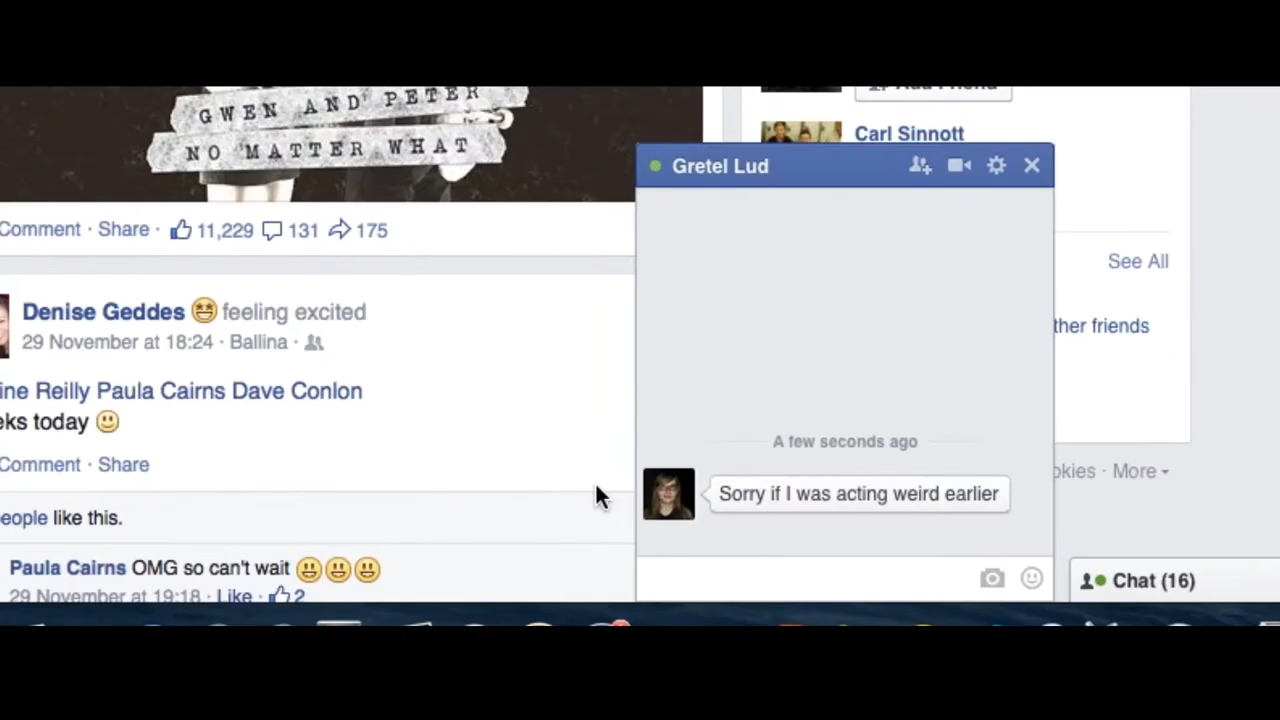 GWEN AND PETER
NO MATTER WHAT
Comment · Share · 11,229 131 175
Denise Geddes feeling excited
29 November at 18:24 · Ballina ·
ine Reilly Paula Cairns Dave Conlon
eks today
Comment · Share
eople like this.
Paula Cairns OMG so can't wait
29 November at 19:18 · Like · 2
Add Friend
Carl Sinnott
See All
ther friends
okies · More
Gretel Lud
A few seconds ago
Sorry if I was acting weird earlier
Chat (16)